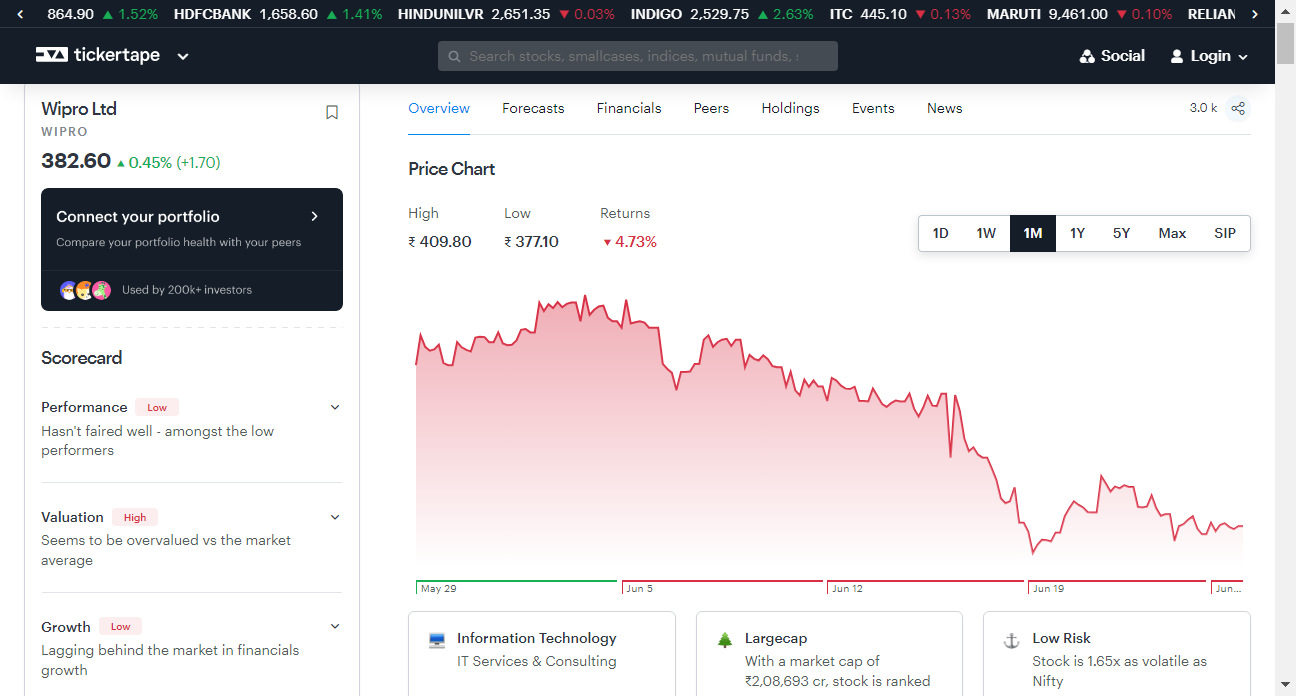 864.90 ▲ 1.52% HDFCBANK 1,658.60 ▲ 1.41% HINDUNILVR 2,651.35 ▼ 0.03% INDIGO 2,529.75 ▲ 2.63% ITC 445.10 ▼ 0.13% MARUTI 9,461.00 ▼ 0.10% RELIAN
tickertape
Search stocks, smallcases, indices, mutual funds,
Social
Login
Wipro Ltd
WIPRO
382.60 ▲ 0.45% (+1.70)
Connect your portfolio
Compare your portfolio health with your peers
Used by 200k+ investors
Scorecard
Performance Low
Hasn't faired well - amongst the low
performers
Valuation High
Seems to be overvalued vs the market
average
Growth Low
Lagging behind the market in financials
growth
Overview Forecasts Financials Peers Holdings Events News
3.0 k
Price Chart
High Low Returns
₹ 409.80 ₹ 377.10 ▼ 4.73%
1D 1W 1M 1Y 5Y Max SIP
May 29 Jun 5 Jun 12 Jun 19 Jun...
Information Technology
IT Services & Consulting
Largecap
With a market cap of
₹2,08,693 cr, stock is ranked
Low Risk
Stock is 1.65x as volatile as
Nifty